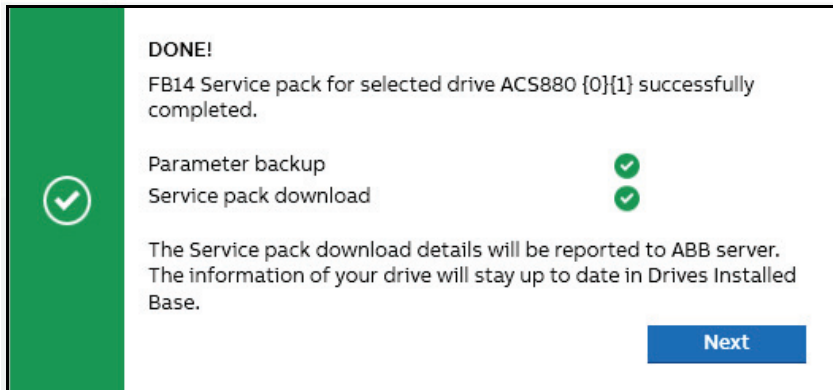 DONE!
FB14 Service pack for selected drive ACS880 {0}{1} successfully
completed.
Parameter backup
Service pack download
The Service pack download details will be reported to ABB server.
The information of your drive will stay up to date in Drives Installed
Base.
Next